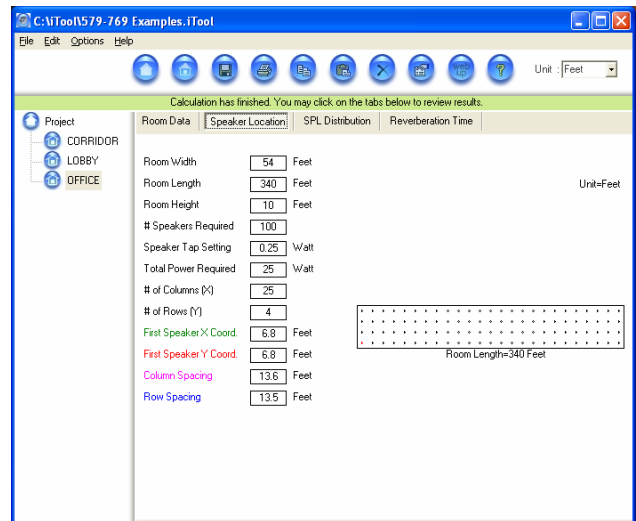 C:\iTool\579-769 Examples.iTool
File Edit Options Help
web up ? Unit : Feet
Calculation has finished. You may click on the tabs below to review results.
Project
CORRIDOR
LOBBY
OFFICE
Room Data Speaker Location SPL Distribution Reverberation Time
Room Width 54 Feet
Room Length 340 Feet
Unit=Feet
Room Height 10 Feet
# Speakers Required 100
Speaker Tap Setting 0.25 Watt
Total Power Required 25 Watt
# of Columns (X) 25
# of Rows (Y) 4
First Speaker X Coord. 6.8 Feet
First Speaker Y Coord. 6.8 Feet
Room Length=340 Feet
Column Spacing 13.6 Feet
Row Spacing 13.5 Feet